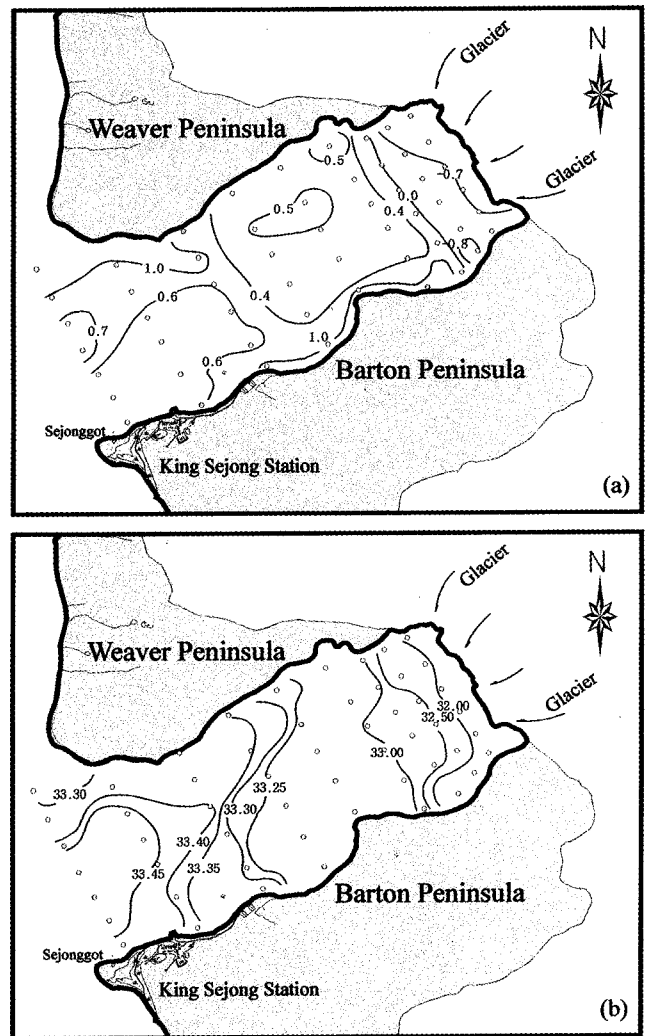 Glacier
N
Weaver Peninsula
Glacier
0.5
-0.7
0.0
0.5
0.4
-0.8
1.0
0.6
0.4
0.7
1.0
0.6
Barton Peninsula
Sejonggot
King Sejong Station
(a)
Glacier
N
Weaver Peninsula
Glacier
32.00
32.50
33.00
33.30
33.25
33.30
33.40
33.35
33.45
Barton Peninsula
Sejonggot
King Sejong Station
(b)